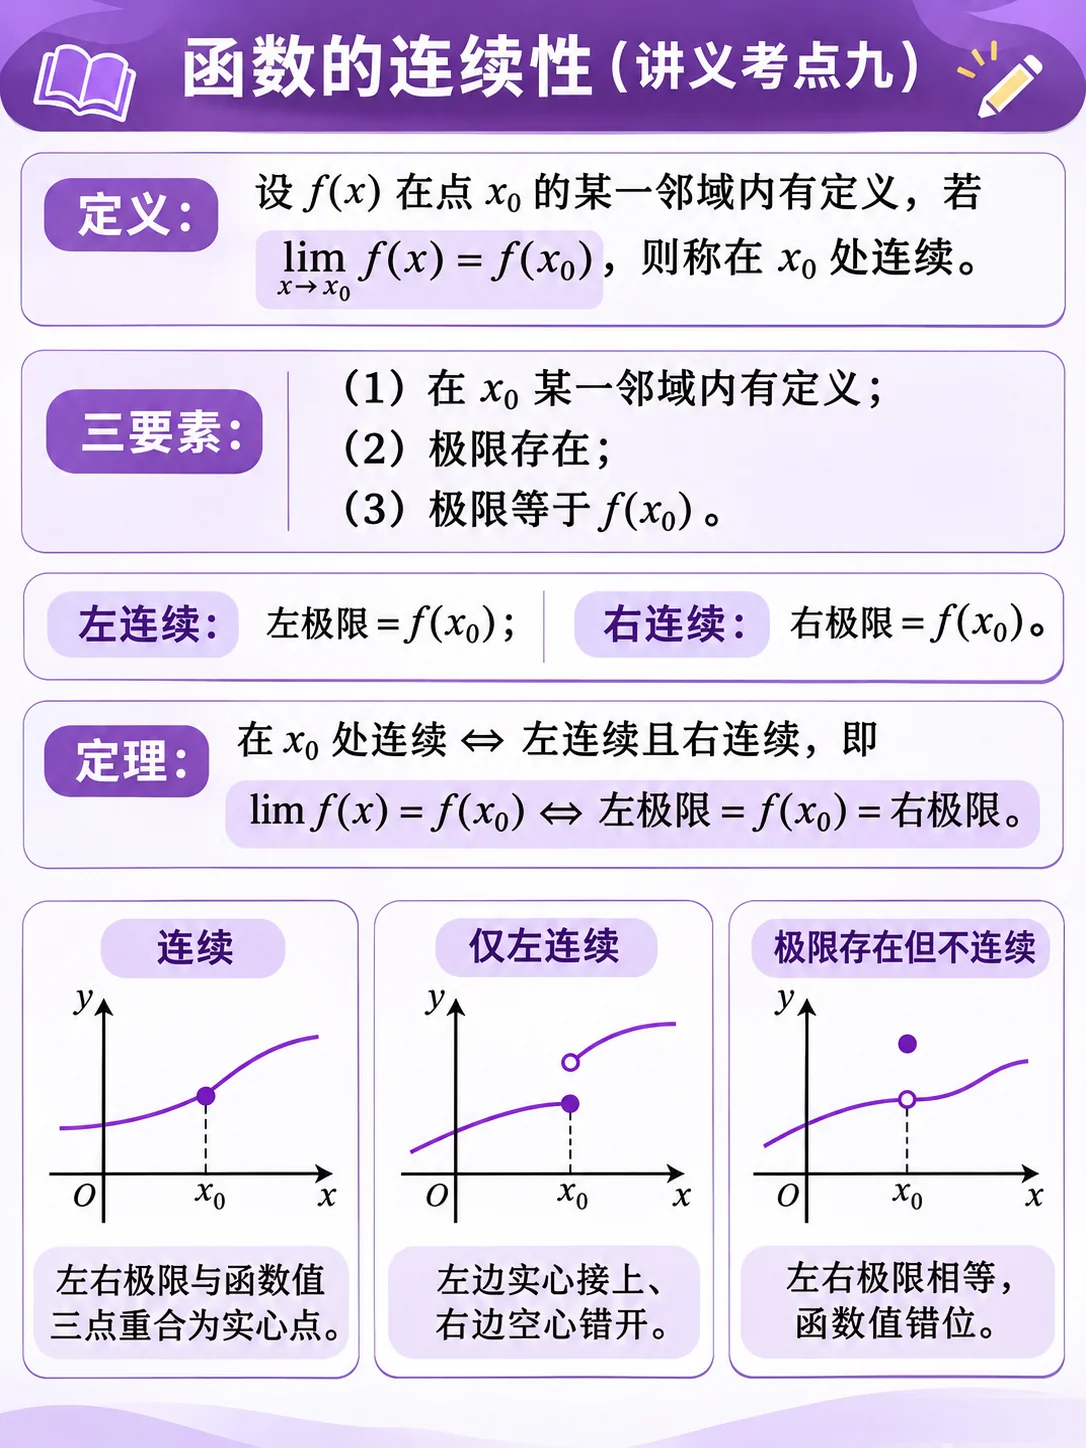 函数的连续性(讲义考点九)
定义：
设 f(x) 在点 x₀ 的某一邻域内有定义，若
lim f(x) = f(x₀)，则称在 x₀ 处连续。
x→x₀
三要素：
（1）在 x₀ 某一邻域内有定义；
（2）极限存在；
（3）极限等于 f(x₀)。
左连续： 左极限=f(x₀)； 右连续： 右极限=f(x₀)。
定理：
在 x₀ 处连续 ⇔ 左连续且右连续，即
lim f(x) = f(x₀) ⇔ 左极限 = f(x₀) = 右极限。
连续
y
O
x₀
x
左右极限与函数值
三点重合为实心点。
仅左连续
y
O
x₀
x
左边实心接上、
右边空心错开。
极限存在但不连续
y
O
x₀
x
左右极限相等，
函数值错位。